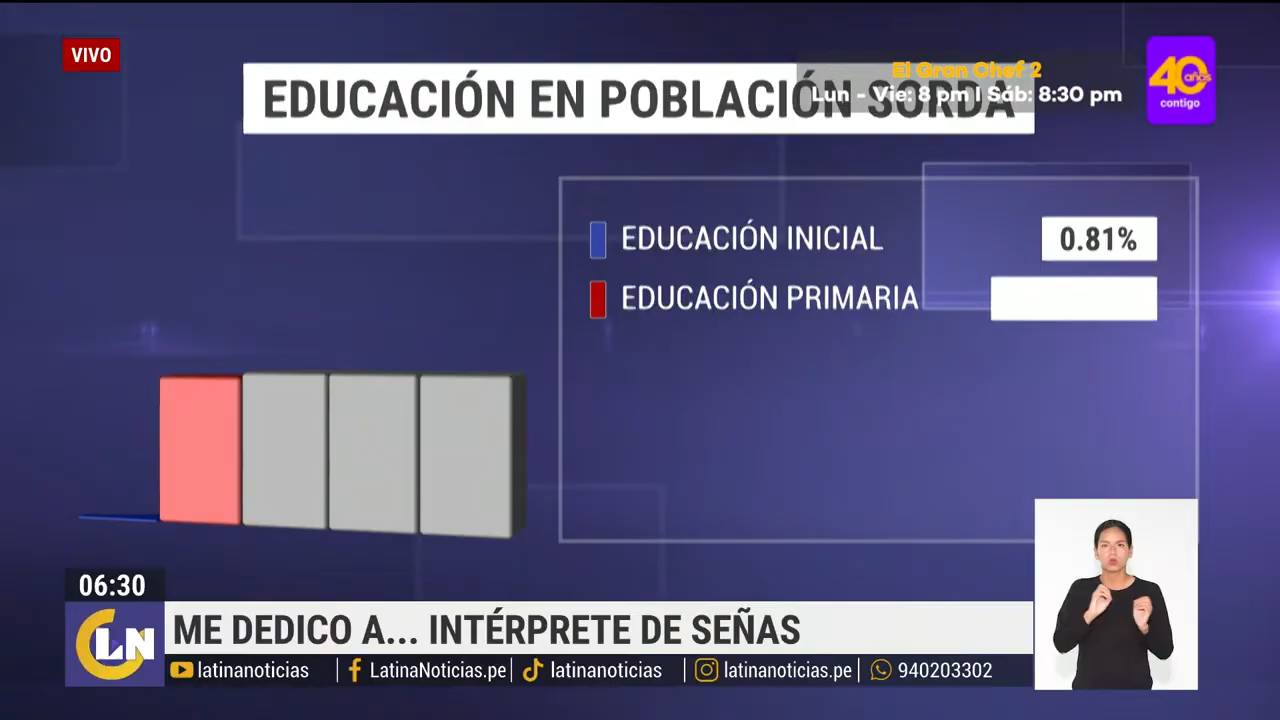 VIVO
EDUCACIÓN EN POBLACIÓN SORDA
El Gran Chef 2
Lun - Vie: 8 pm I Sáb: 8:30 pm
40
años
contigo
EDUCACIÓN INICIAL
0.81%
EDUCACIÓN PRIMARIA
06:30
LN
ME DEDICO A... INTÉRPRETE DE SEÑAS
latinanoticias | LatinaNoticias.pe | latinanoticias | latinanoticias.pe | 940203302